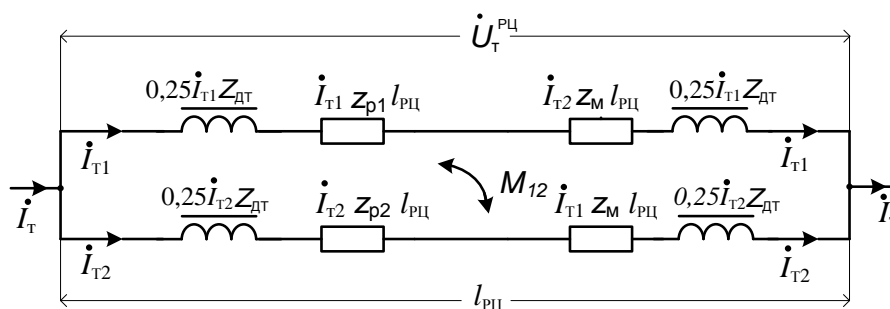 U̇т^РЦ
0,25İт1Zдт
İт1 zр1 lРЦ
İт2 zм lРЦ
0,25İт1Zдт
İт1
İт1
М12
İт
0,25İт2Zдт
İт2 zр2 lРЦ
İт1 zм lРЦ
0,25İт2Zдт
İт2
İт2
lРЦ